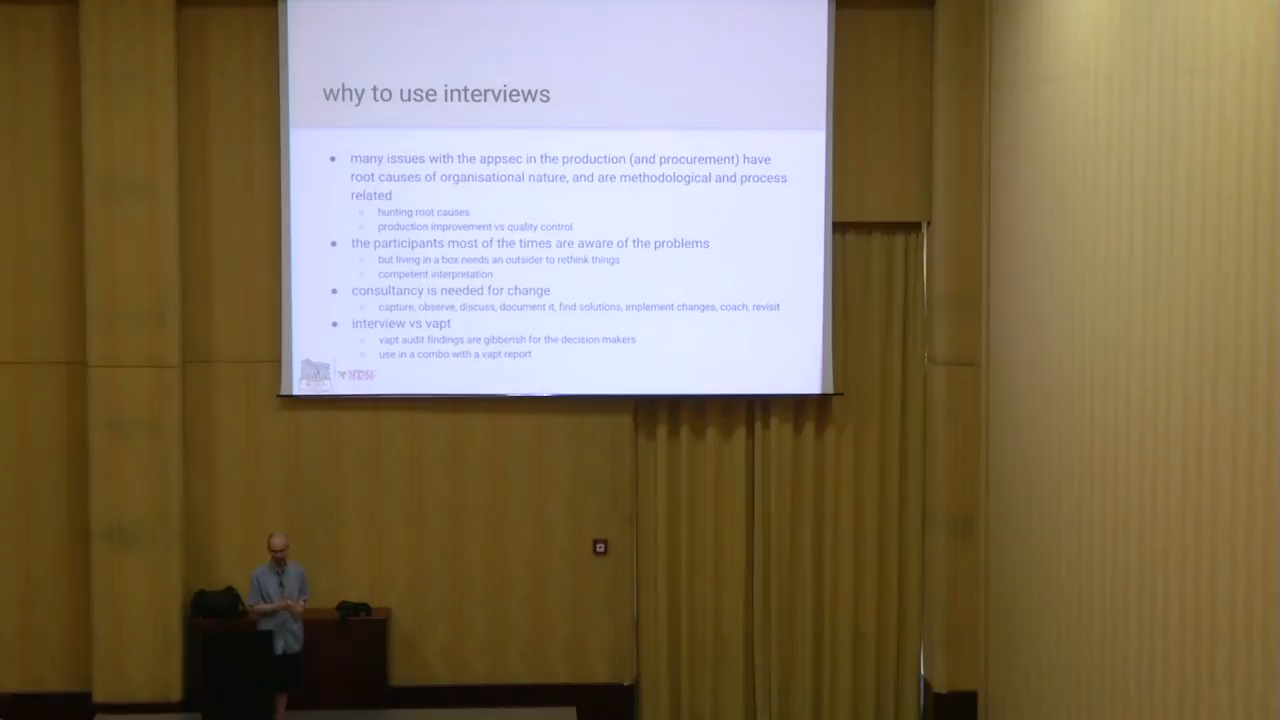 why to use interviews
many issues with the appsec in the production (and procurement) have
root causes of organisational nature, and are methodological and process
related
hunting root causes
production improvement vs quality control
the participants most of the times are aware of the problems
but living in a box needs an outsider to rethink things
competent interpretation
consultancy is needed for change
capture, observe, discuss, document it, find solutions, implement changes, coach, revisit
interview vs vapt
vapt audit findings are gibberish for the decision makers
use in a combo with a vapt report